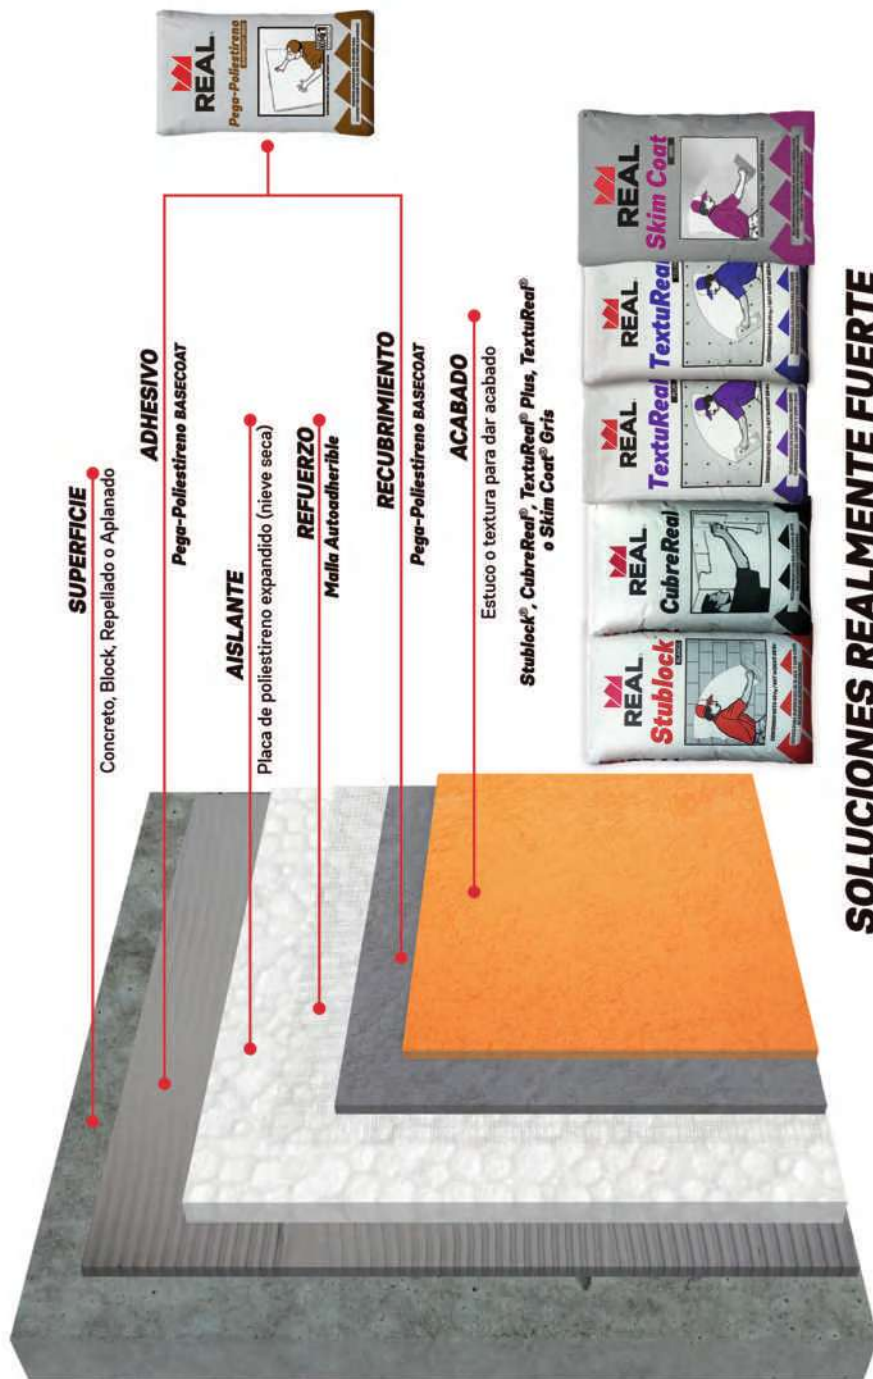 SUPERFICIE
Concreto, Block, Repellado o Aplanado
ADHESIVO
Pega-Poliestireno BASECOAT
AISLANTE
Placa de poliestireno expandido (nieve seca)
REFUERZO
Malla Autoadherible
RECUBRIMIENTO
Pega-Poliestireno BASECOAT
ACABADO
Estuco o textura para dar acabado
Stublock®, CubreReal®, TextuReal® Plus, TextuReal®
o Skim Coat® Gris
REAL
Pega-Poliestireno
REAL
Stublock
REAL
CubreReal
REAL
TextuReal
REAL
TextuReal
REAL
Skim Coat
SOLUCIONES REALMENTE FUERTE